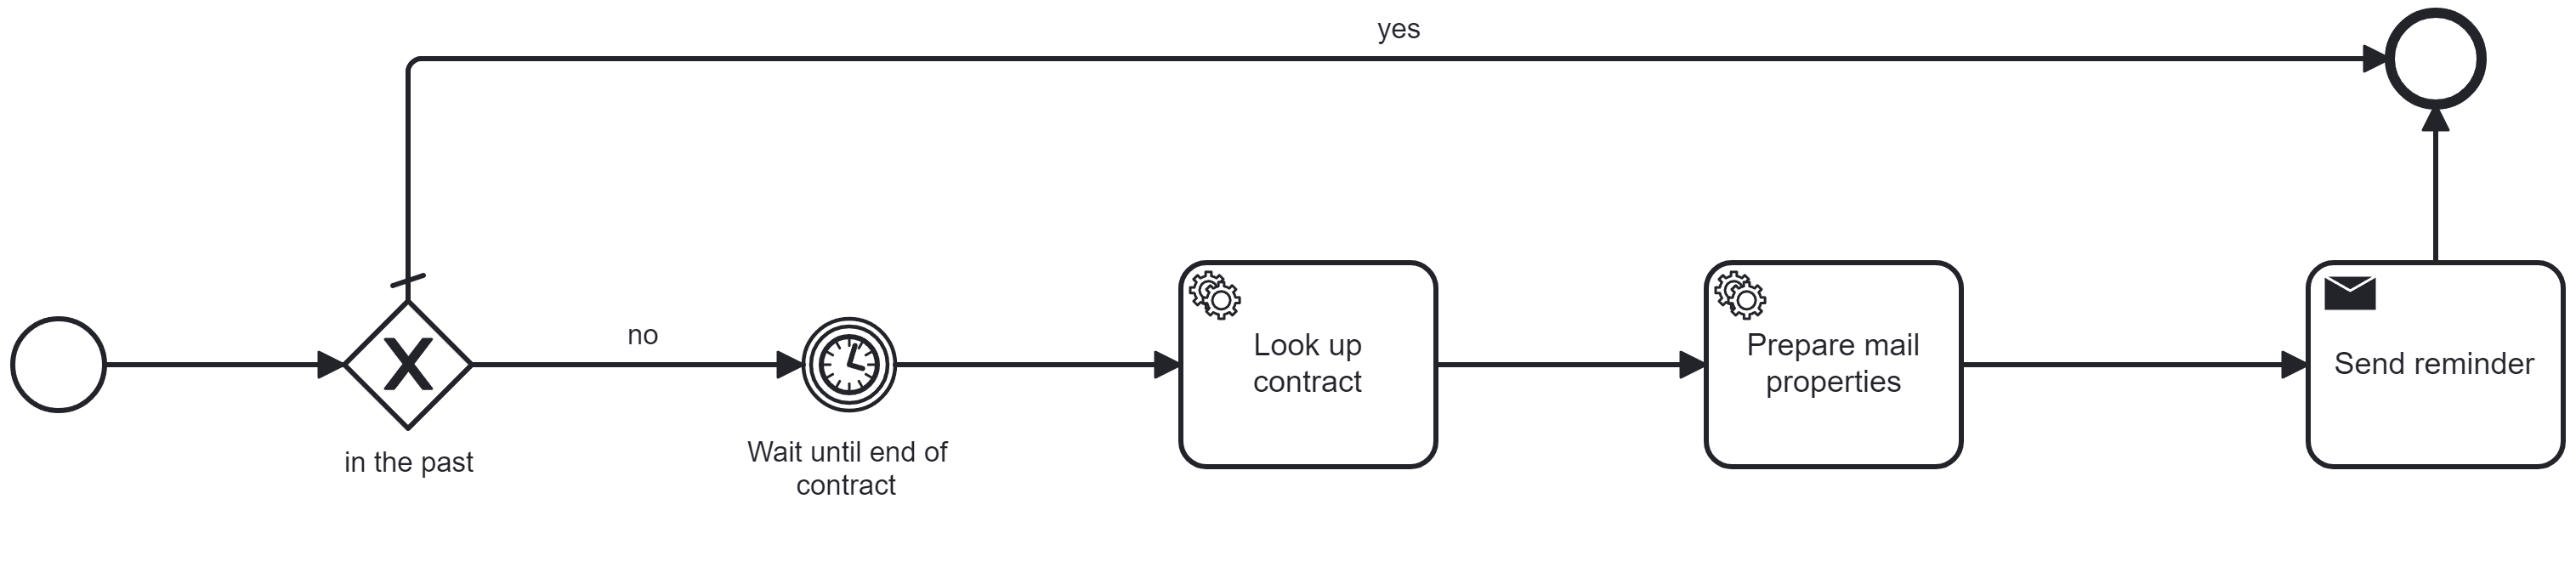 yes
no
in the past
Wait until end of
contract
Look up
contract
Prepare mail
properties
Send reminder